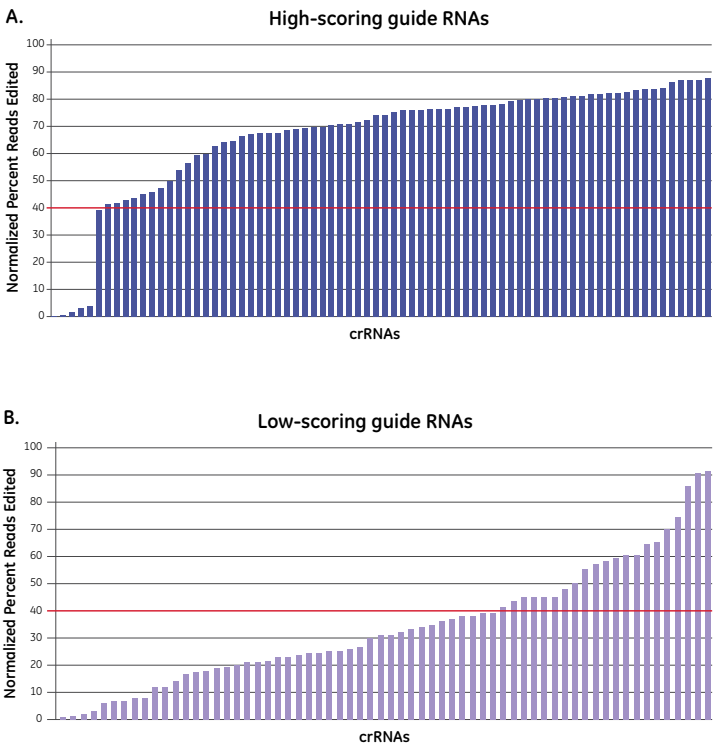 A.
High-scoring guide RNAs
Normalized Percent Reads Edited
100
90
80
70
60
50
40
30
20
10
0
crRNAs
B.
Low-scoring guide RNAs
Normalized Percent Reads Edited
100
90
80
70
60
50
40
30
20
10
0
crRNAs